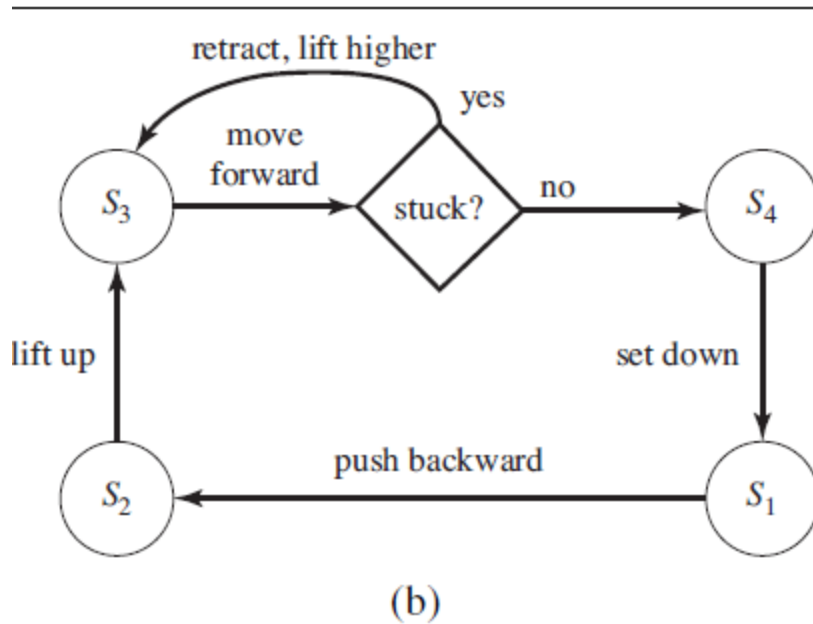 retract, lift higher
yes
move
forward
S₃
stuck?
no
S₄
lift up
set down
push backward
S₂
S₁
(b)